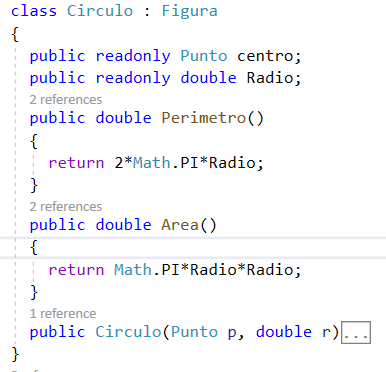 class Circulo : Figura
{
public readonly Punto centro;
public readonly double Radio;
2 references
public double Perimetro()
{
return 2*Math.PI*Radio;
}
2 references
public double Area()
{
return Math.PI*Radio*Radio;
}
1 reference
public Circulo(Punto p, double r)...
}